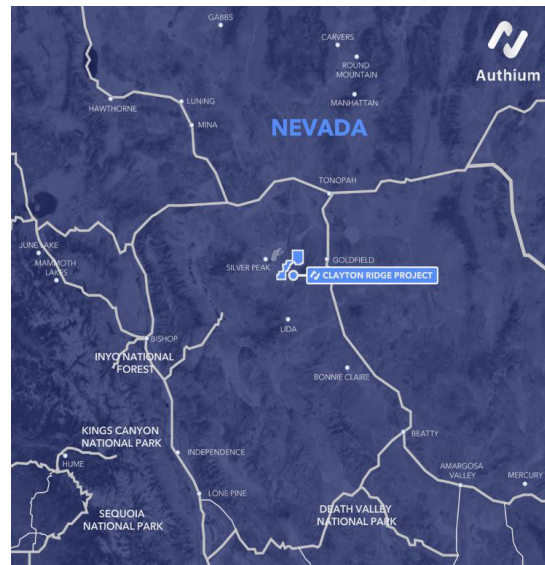 GABBS
CARVERS
ROUND
MOUNTAIN
Authium
MANHATTAN
HAWTHORNE
LUNING
MINA
NEVADA
TONOPAH
JUNE LAKE
MAMMOTH
LAKES
SILVER PEAK
GOLDFIELD
CLAYTON RIDGE PROJECT
LIDA
BISHOP
INYO NATIONAL
FOREST
BONNIE CLAIRE
KINGS CANYON
NATIONAL PARK
BEATTY
HUME
INDEPENDENCE
AMARGOSA
VALLEY
MERCURY
LONE PINE
SEQUOIA
NATIONAL PARK
DEATH VALLEY
NATIONAL PARK